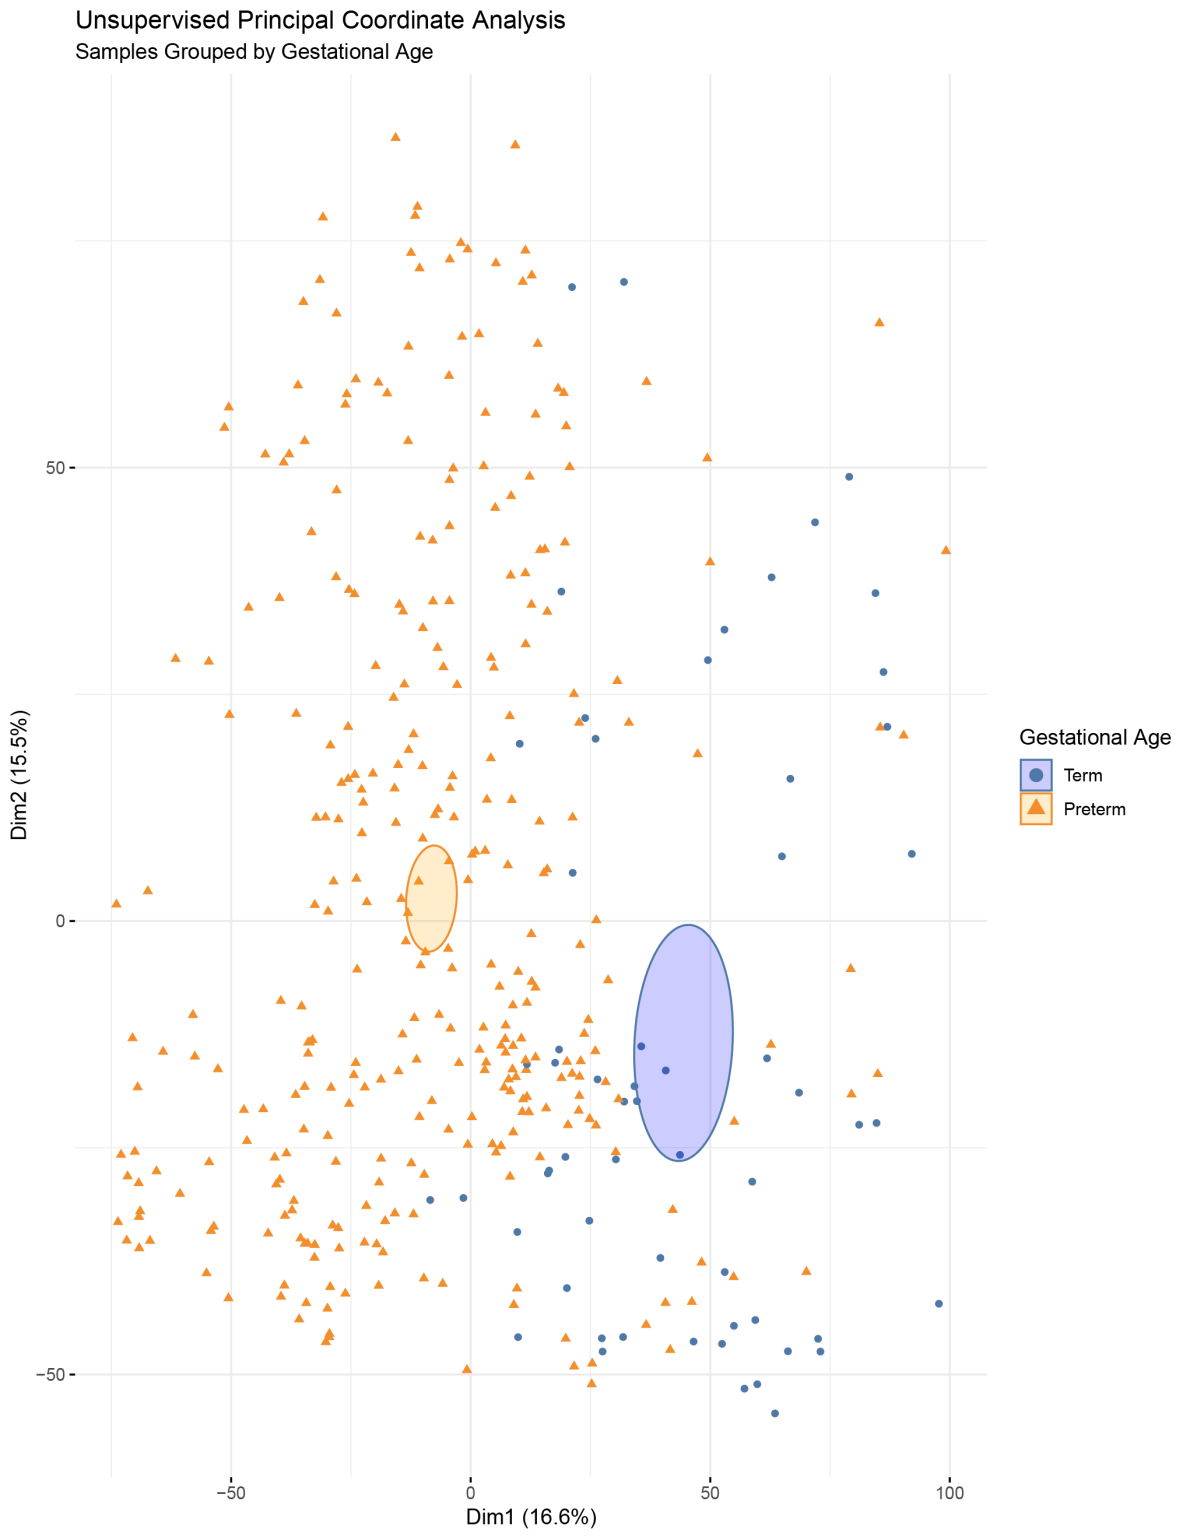 Unsupervised Principal Coordinate Analysis
Samples Grouped by Gestational Age
Dim2 (15.5%)
50
0
−50
−50
0
50
100
Dim1 (16.6%)
Gestational Age
Term
Preterm